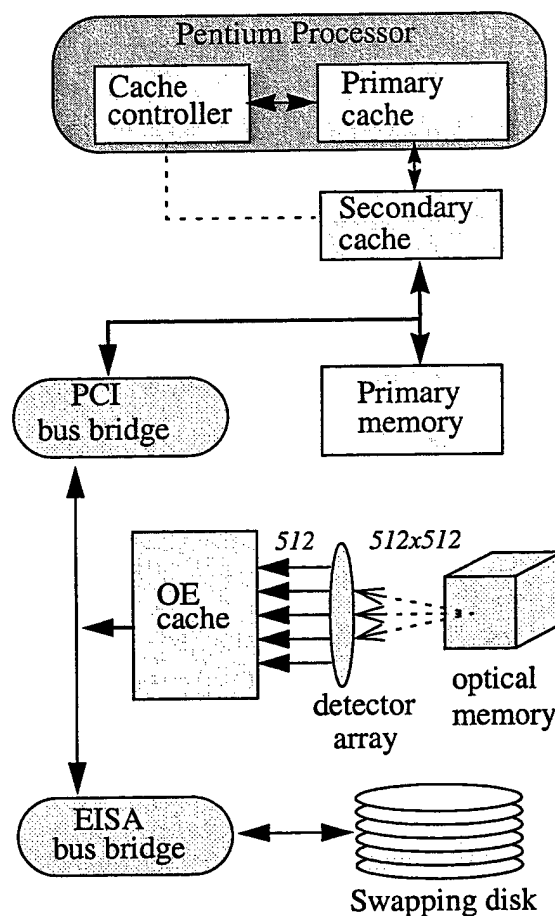 Pentium Processor
Cache
controller
Primary
cache
Secondary
cache
PCI
bus bridge
Primary
memory
512
512x512
OE
cache
detector
array
optical
memory
EISA
bus bridge
Swapping disk